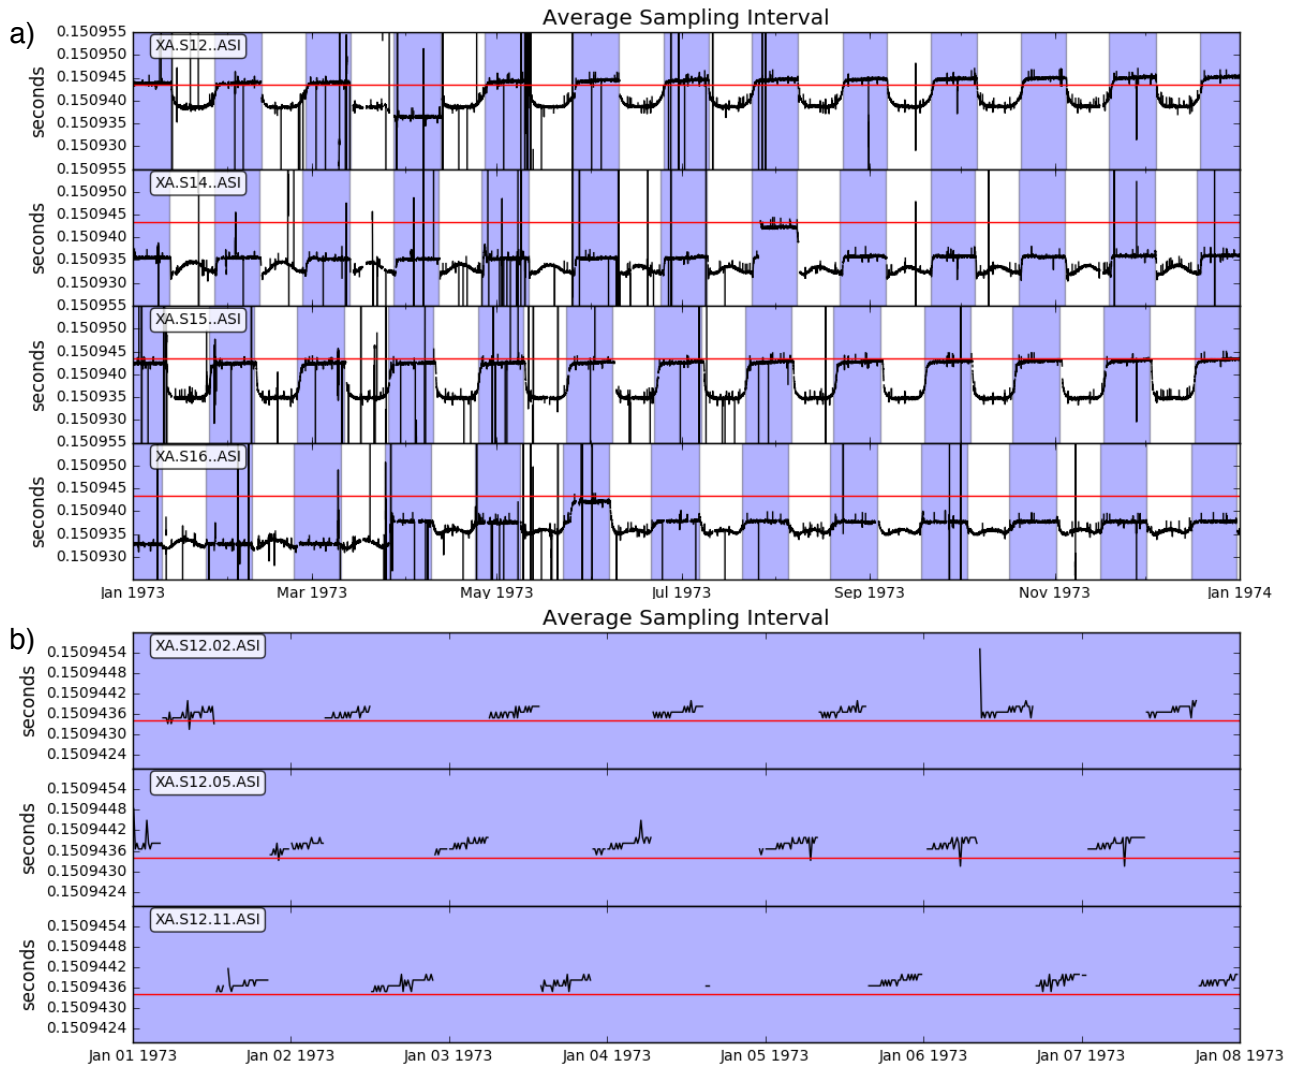 a)
Average Sampling Interval
seconds
0.150955
0.150950
0.150945
0.150940
0.150935
0.150930
XA.S12..ASI
seconds
0.150955
0.150950
0.150945
0.150940
0.150935
0.150930
XA.S14..ASI
seconds
0.150955
0.150950
0.150945
0.150940
0.150935
0.150930
XA.S15..ASI
seconds
0.150955
0.150950
0.150945
0.150940
0.150935
0.150930
XA.S16..ASI
Jan 1973 Mar 1973 May 1973 Jul 1973 Sep 1973 Nov 1973 Jan 1974
b)
Average Sampling Interval
seconds
0.1509454
0.1509448
0.1509442
0.1509436
0.1509430
0.1509424
XA.S12.02.ASI
seconds
0.1509454
0.1509448
0.1509442
0.1509436
0.1509430
0.1509424
XA.S12.05.ASI
seconds
0.1509454
0.1509448
0.1509442
0.1509436
0.1509430
0.1509424
XA.S12.11.ASI
Jan 01 1973 Jan 02 1973 Jan 03 1973 Jan 04 1973 Jan 05 1973 Jan 06 1973 Jan 07 1973 Jan 08 1973